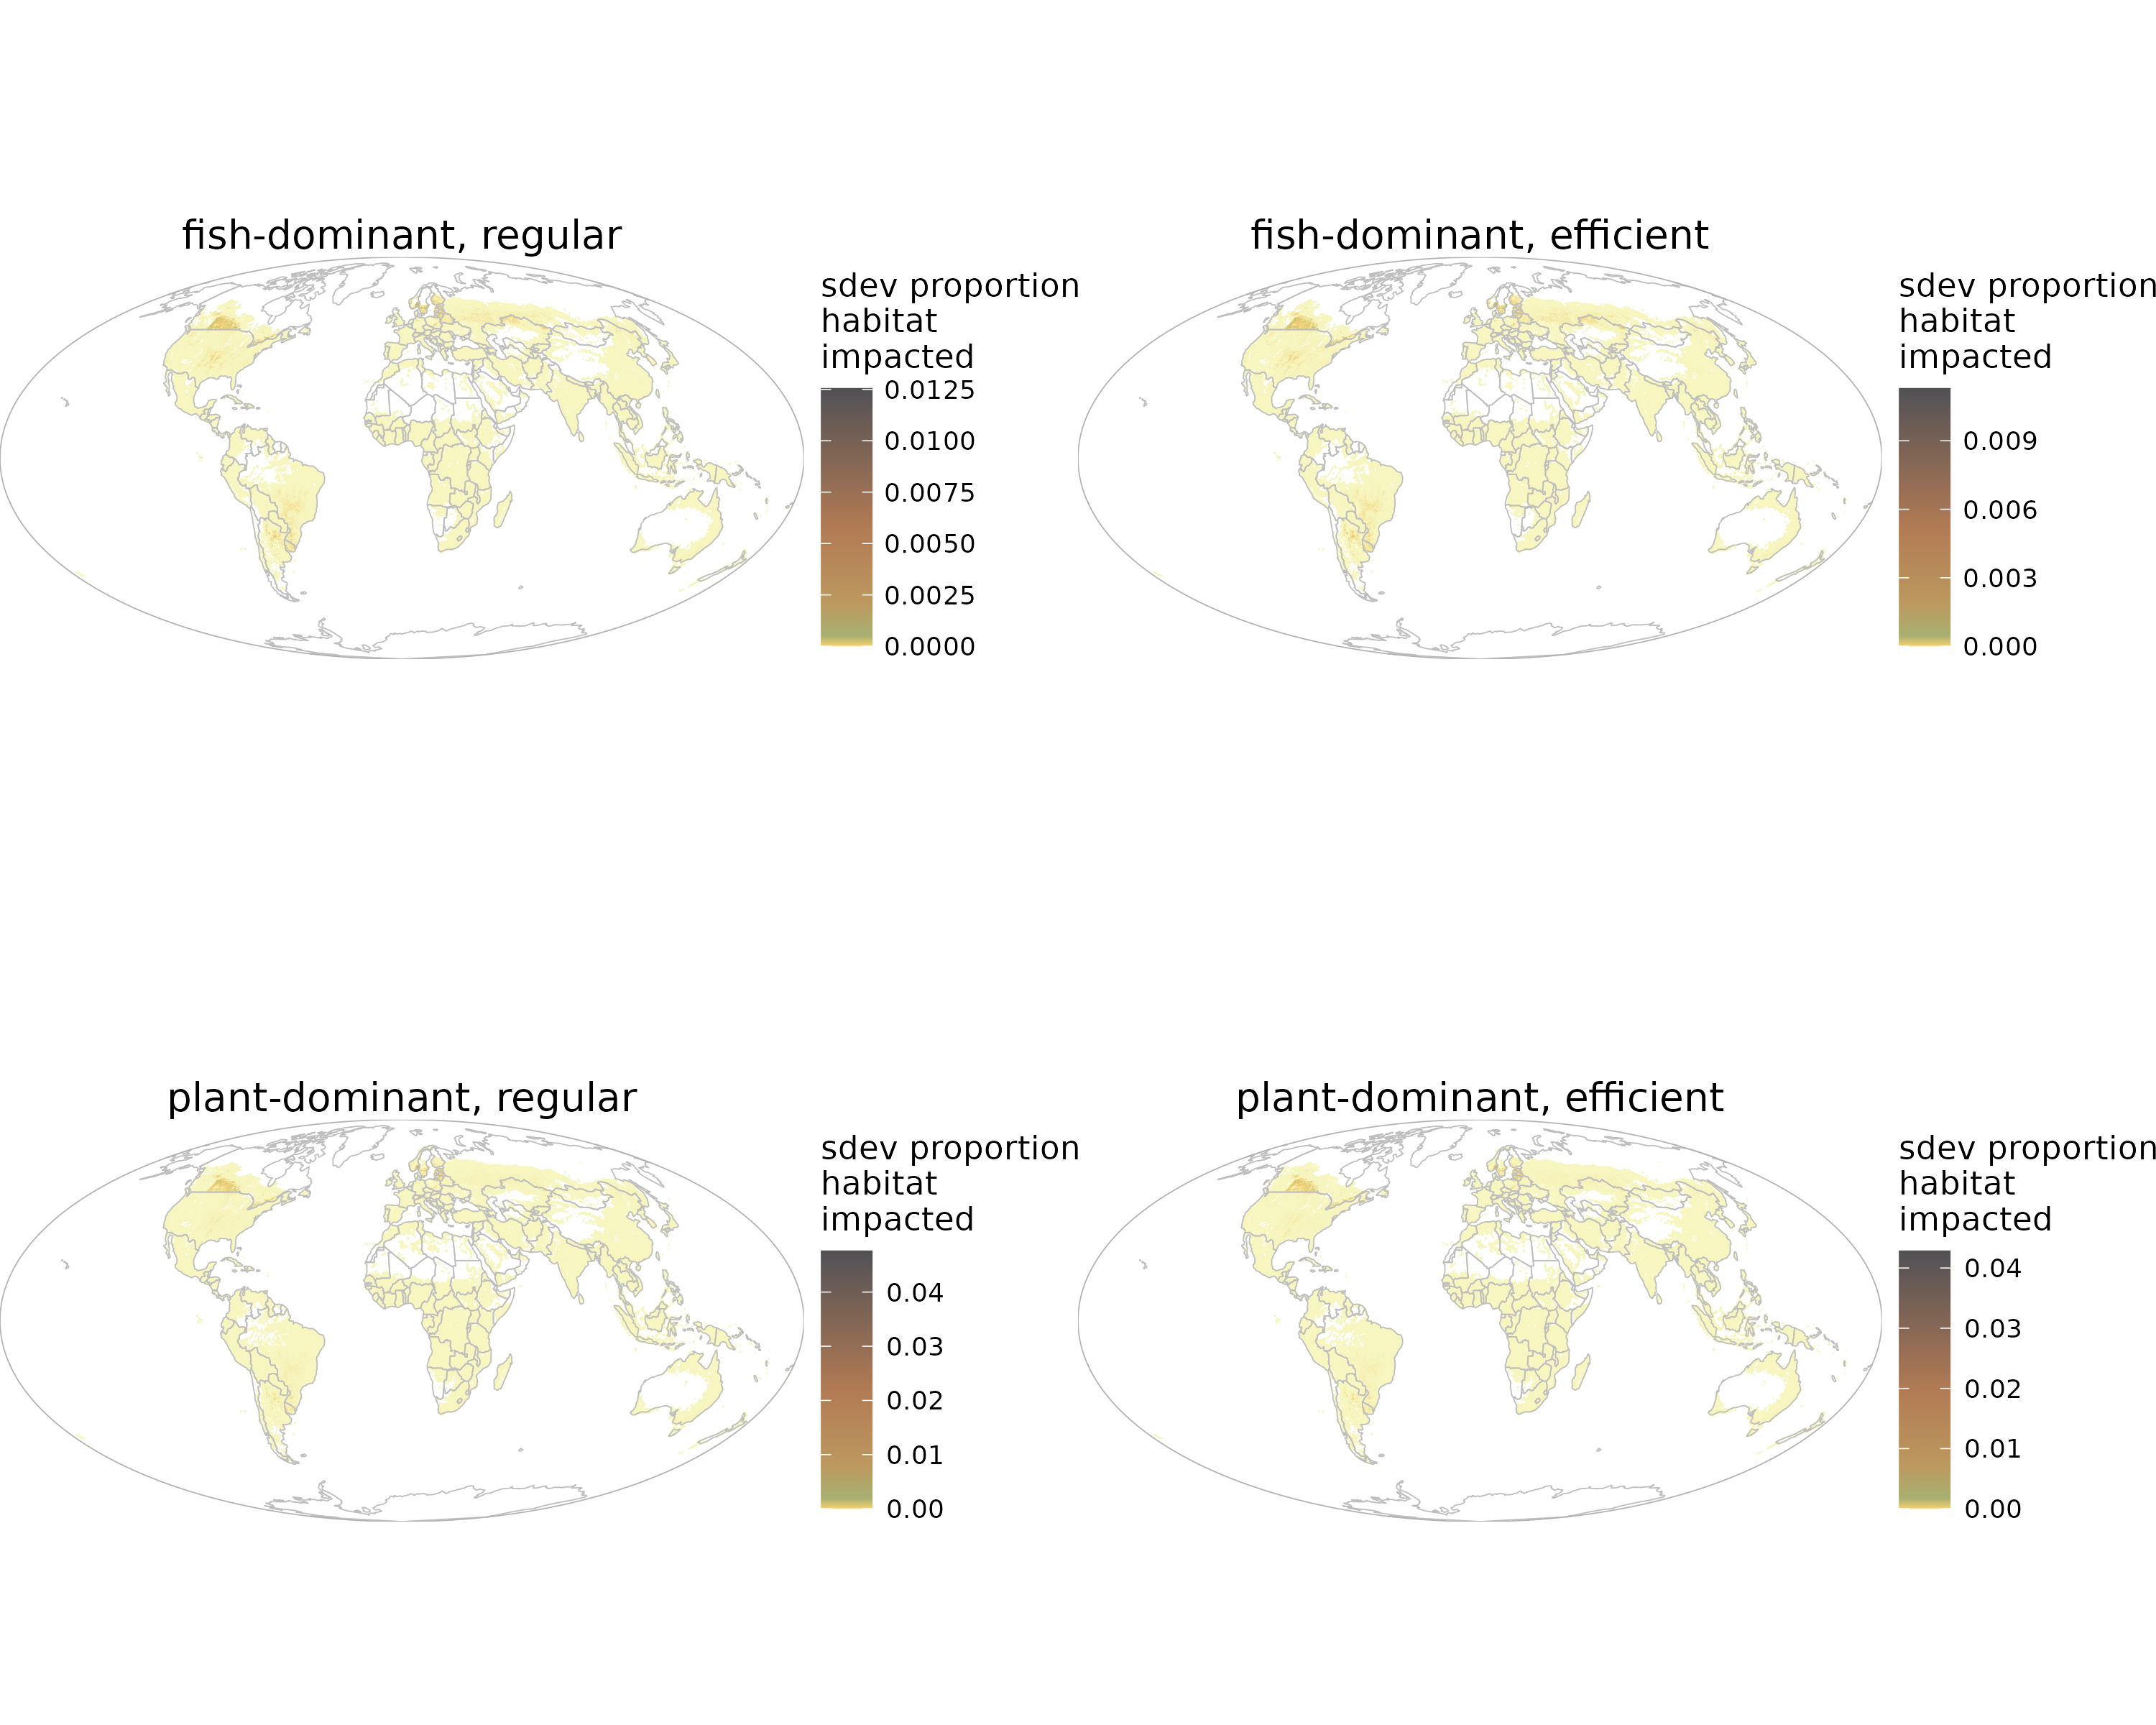 fish-dominant, regular
sdev proportion
habitat
impacted
0.0125
0.0100
0.0075
0.0050
0.0025
0.0000
fish-dominant, efficient
sdev proportion
habitat
impacted
0.009
0.006
0.003
0.000
plant-dominant, regular
sdev proportion
habitat
impacted
0.04
0.03
0.02
0.01
0.00
plant-dominant, efficient
sdev proportion
habitat
impacted
0.04
0.03
0.02
0.01
0.00